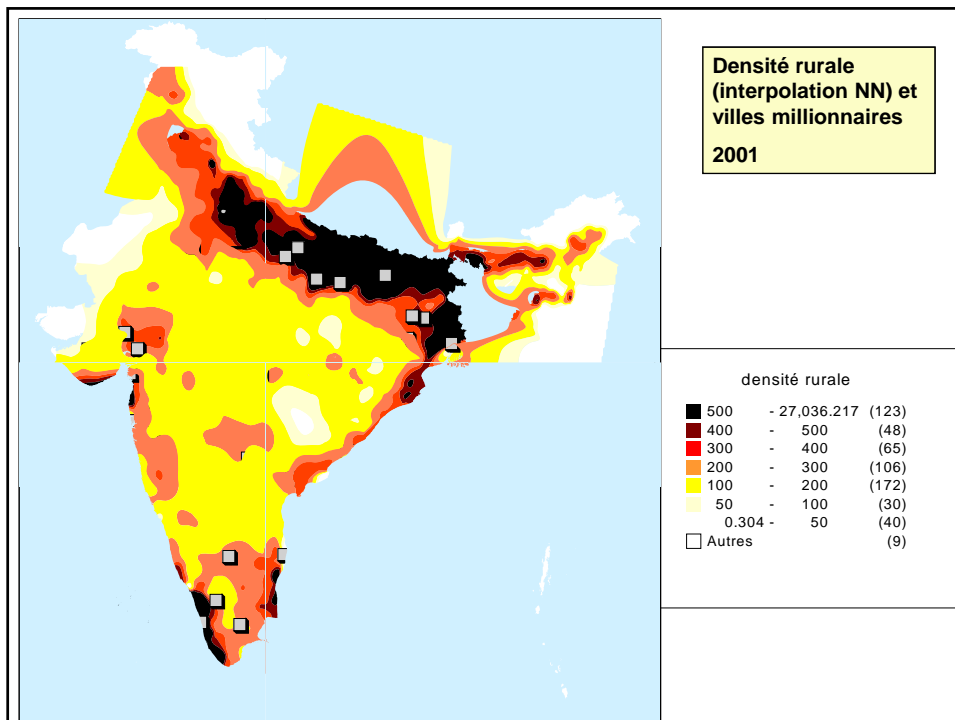 Densité rurale
(interpolation NN) et
villes millionnaires
2001
densité rurale
500 - 27,036.217 (123)
400 - 500 (48)
300 - 400 (65)
200 - 300 (106)
100 - 200 (172)
50 - 100 (30)
0.304 - 50 (40)
Autres (9)